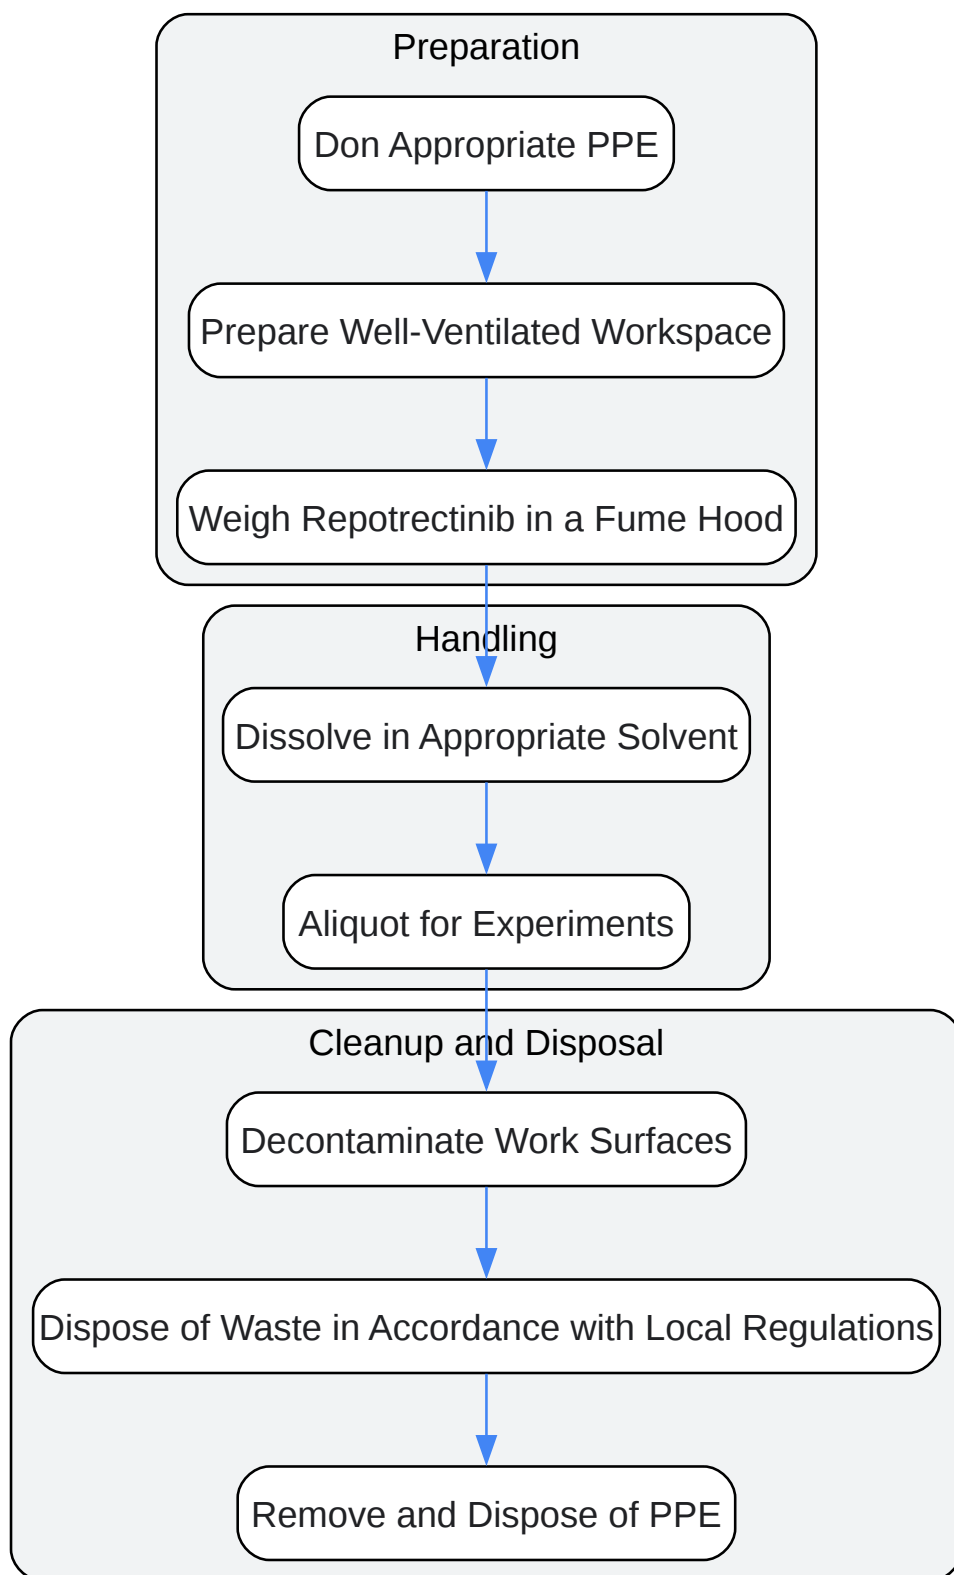 Preparation
Don Appropriate PPE
Prepare Well-Ventilated Workspace
Weigh Repotrectinib in a Fume Hood
Handling
Dissolve in Appropriate Solvent
Aliquot for Experiments
Cleanup and Disposal
Decontaminate Work Surfaces
Dispose of Waste in Accordance with Local Regulations
Remove and Dispose of PPE